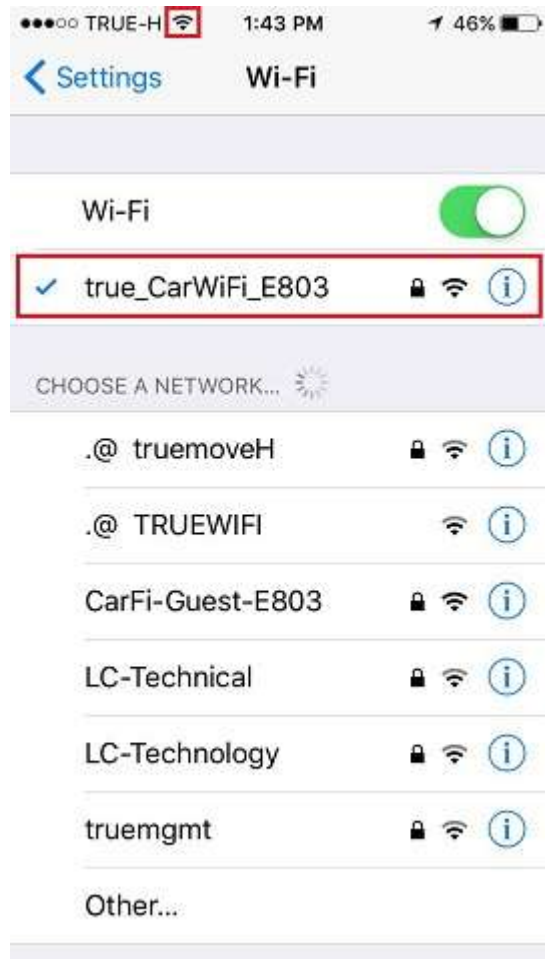 TRUE-H 1:43 PM 46%
Settings Wi-Fi
Wi-Fi
true_CarWiFi_E803
CHOOSE A NETWORK...
.@ truemoveH
.@ TRUEWIFI
CarFi-Guest-E803
LC-Technical
LC-Technology
truemgmt
Other...